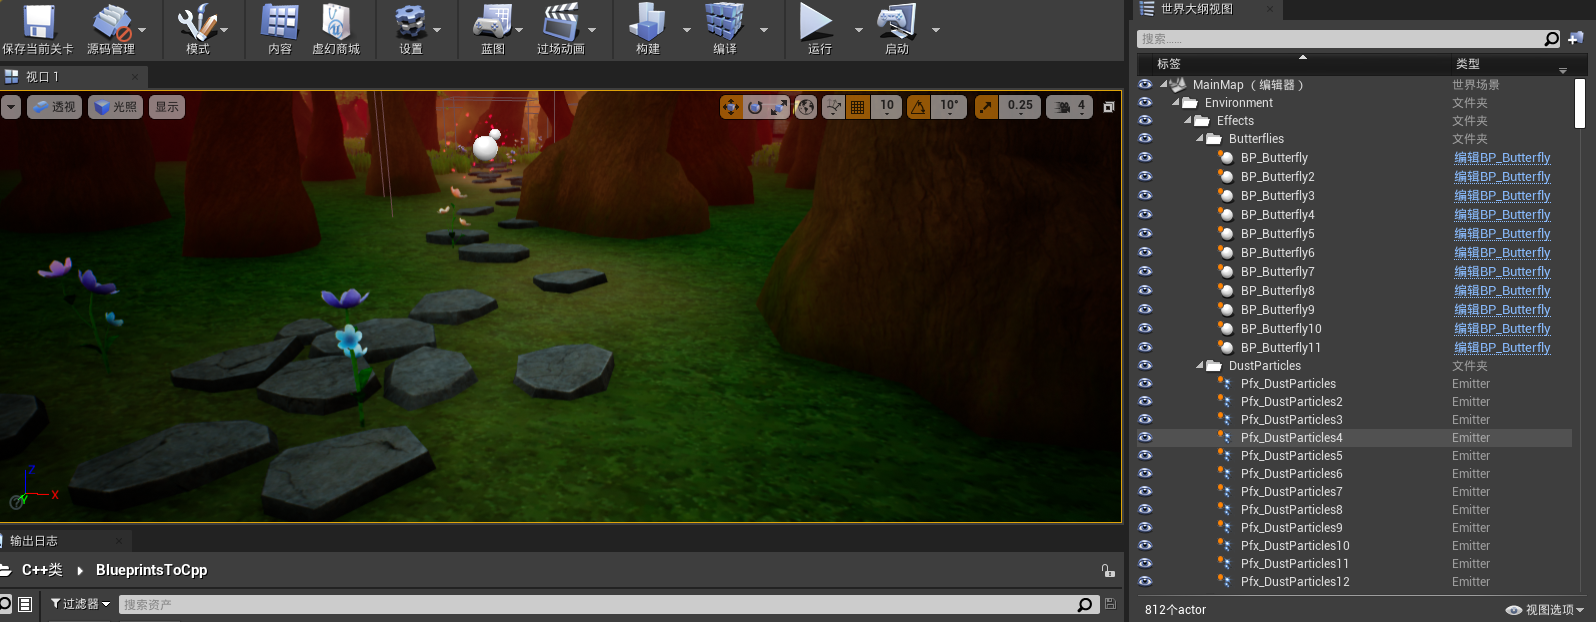 保存当前关卡 源码管理 模式 内容 虚幻商城 设置 蓝图 过场动画 构建 编译 运行 启动
视口 1
透视 光照 显示 10 10° 0.25 4
X
世界大纲视图
搜索......
标签 类型
MainMap （编辑器） 世界场景
Environment 文件夹
Effects 文件夹
Butterflies 文件夹
BP_Butterfly 编辑BP_Butterfly
BP_Butterfly2 编辑BP_Butterfly
BP_Butterfly3 编辑BP_Butterfly
BP_Butterfly4 编辑BP_Butterfly
BP_Butterfly5 编辑BP_Butterfly
BP_Butterfly6 编辑BP_Butterfly
BP_Butterfly7 编辑BP_Butterfly
BP_Butterfly8 编辑BP_Butterfly
BP_Butterfly9 编辑BP_Butterfly
BP_Butterfly10 编辑BP_Butterfly
BP_Butterfly11 编辑BP_Butterfly
DustParticles 文件夹
Pfx_DustParticles Emitter
Pfx_DustParticles2 Emitter
Pfx_DustParticles3 Emitter
Pfx_DustParticles4 Emitter
Pfx_DustParticles5 Emitter
Pfx_DustParticles6 Emitter
Pfx_DustParticles7 Emitter
Pfx_DustParticles8 Emitter
Pfx_DustParticles9 Emitter
Pfx_DustParticles10 Emitter
Pfx_DustParticles11 Emitter
Pfx_DustParticles12 Emitter
812个actor 视图选项
输出日志
C++类 BlueprintsToCpp
过滤器 搜索资产